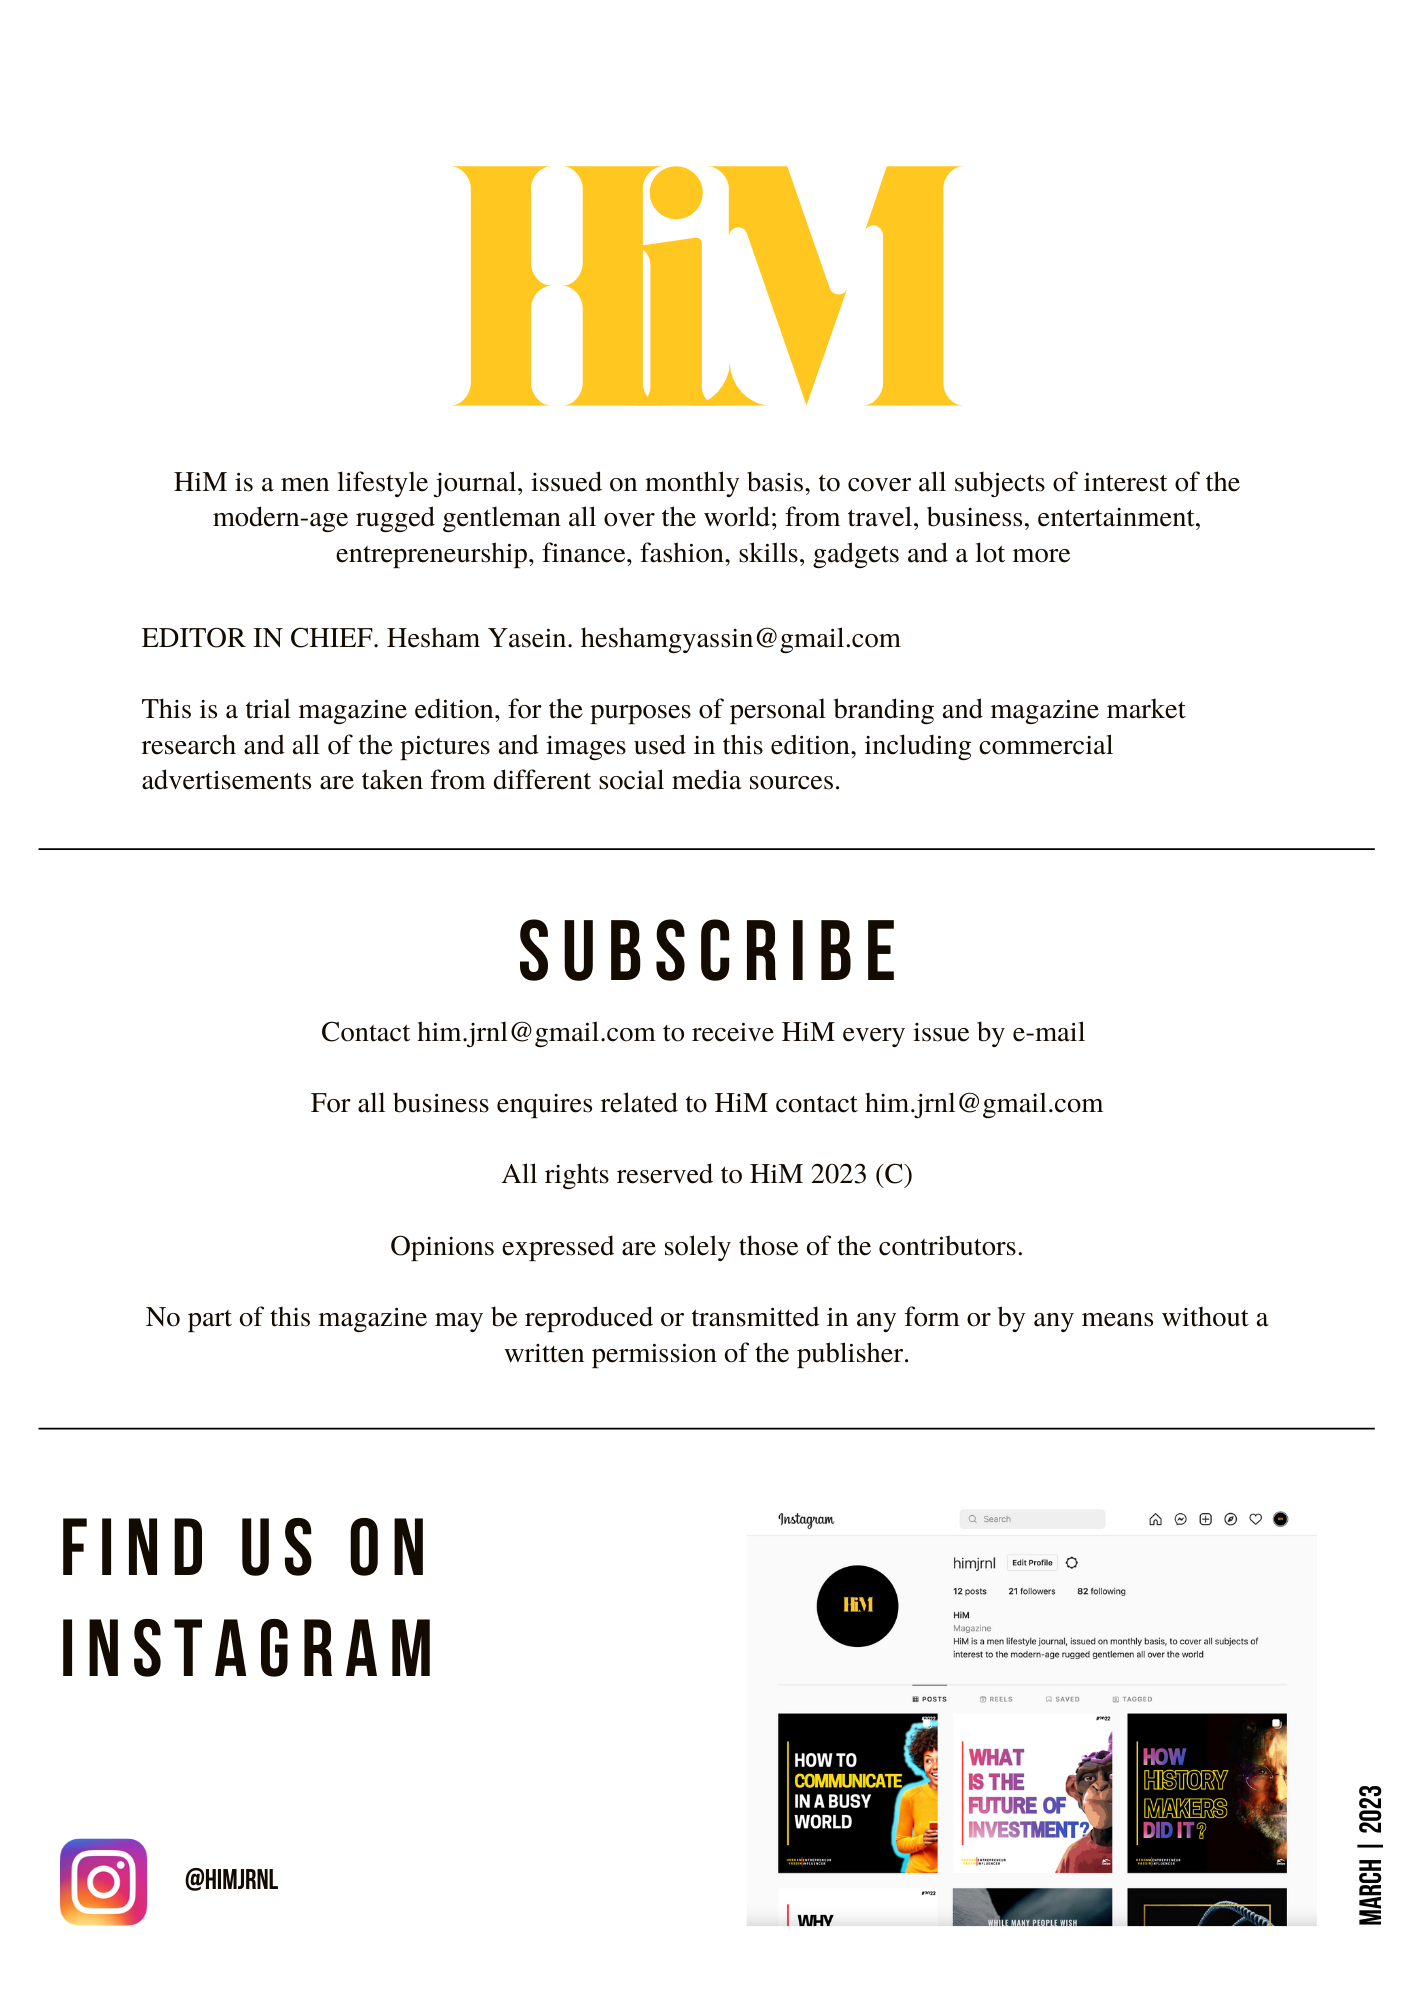 HiM
HiM is a men lifestyle journal, issued on monthly basis, to cover all subjects of interest of the
modern-age rugged gentleman all over the world; from travel, business, entertainment,
entrepreneurship, finance, fashion, skills, gadgets and a lot more
EDITOR IN CHIEF. Hesham Yasein. heshamgyassin@gmail.com
This is a trial magazine edition, for the purposes of personal branding and magazine market
research and all of the pictures and images used in this edition, including commercial
advertisements are taken from different social media sources.
SUBSCRIBE
Contact him.jrnl@gmail.com to receive HiM every issue by e-mail
For all business enquires related to HiM contact him.jrnl@gmail.com
All rights reserved to HiM 2023 (C)
Opinions expressed are solely those of the contributors.
No part of this magazine may be reproduced or transmitted in any form or by any means without a
written permission of the publisher.
FIND US ON
INSTAGRAM
@HIMJRNL
Instagram
Search
himjrnl Edit Profile
12 posts 21 followers 82 following
HiM
Magazine
HiM is a men lifestyle journal, issued on monthly basis, to cover all subjects of
interest to the modern-age rugged gentlemen all over the world
POSTS REELS SAVED TAGGED
HiM
HOW TO
COMMUNICATE
IN A BUSY
WORLD
WHAT
IS THE
FUTURE OF
INVESTMENT?
HOW
HISTORY
MAKERS
DID IT?
WHY
WHILE MANY PEOPLE WISH
MARCH | 2023